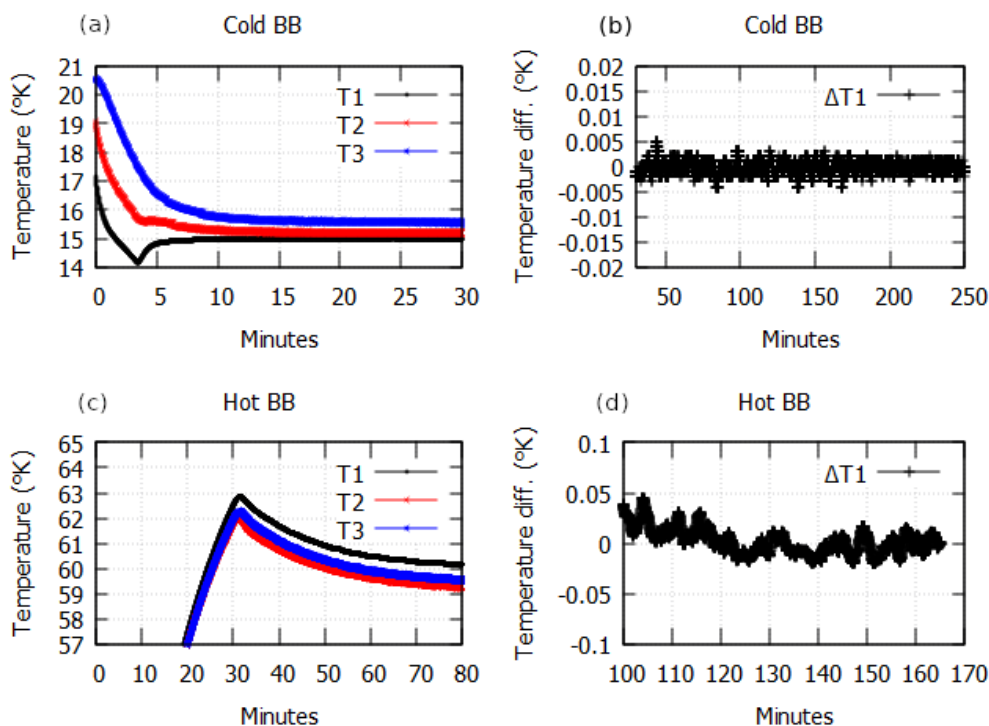 (a) Cold BB
Temperature (°K)
21
20
19
18
17
16
15
14
T1
T2
T3
0 5 10 15 20 25 30
Minutes
(b) Cold BB
Temperature diff. (°K)
0.02
0.015
0.01
0.005
0
-0.005
-0.01
-0.015
-0.02
ΔT1
50 100 150 200 250
Minutes
(c) Hot BB
Temperature (°K)
65
64
63
62
61
60
59
58
57
T1
T2
T3
0 10 20 30 40 50 60 70 80
Minutes
(d) Hot BB
Temperature diff. (°K)
0.1
0.05
0
-0.05
-0.1
ΔT1
100 110 120 130 140 150 160 170
Minutes